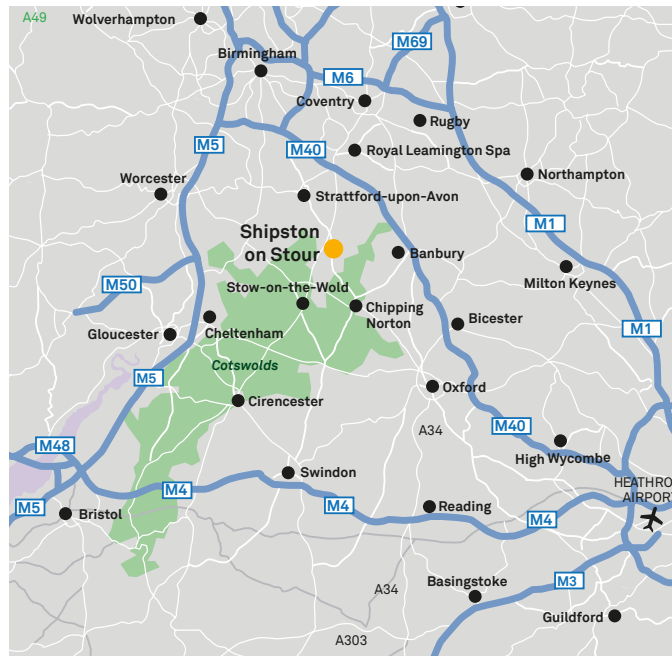 A49
Wolverhampton
Birmingham
M69
M6
Coventry
Rugby
M5
M40
Royal Leamington Spa
Northampton
Worcester
Strattford-upon-Avon
M1
Shipston
on Stour
Banbury
Milton Keynes
M50
Stow-on-the-Wold
Chipping
Norton
Bicester
Gloucester
Cheltenham
M1
Cotswolds
M5
Oxford
Cirencester
A34
M40
M48
High Wycombe
Swindon
HEATHRO
AIRPORT
M4
M4
Reading
M4
M5
Bristol
Basingstoke
M3
A34
Guildford
A303